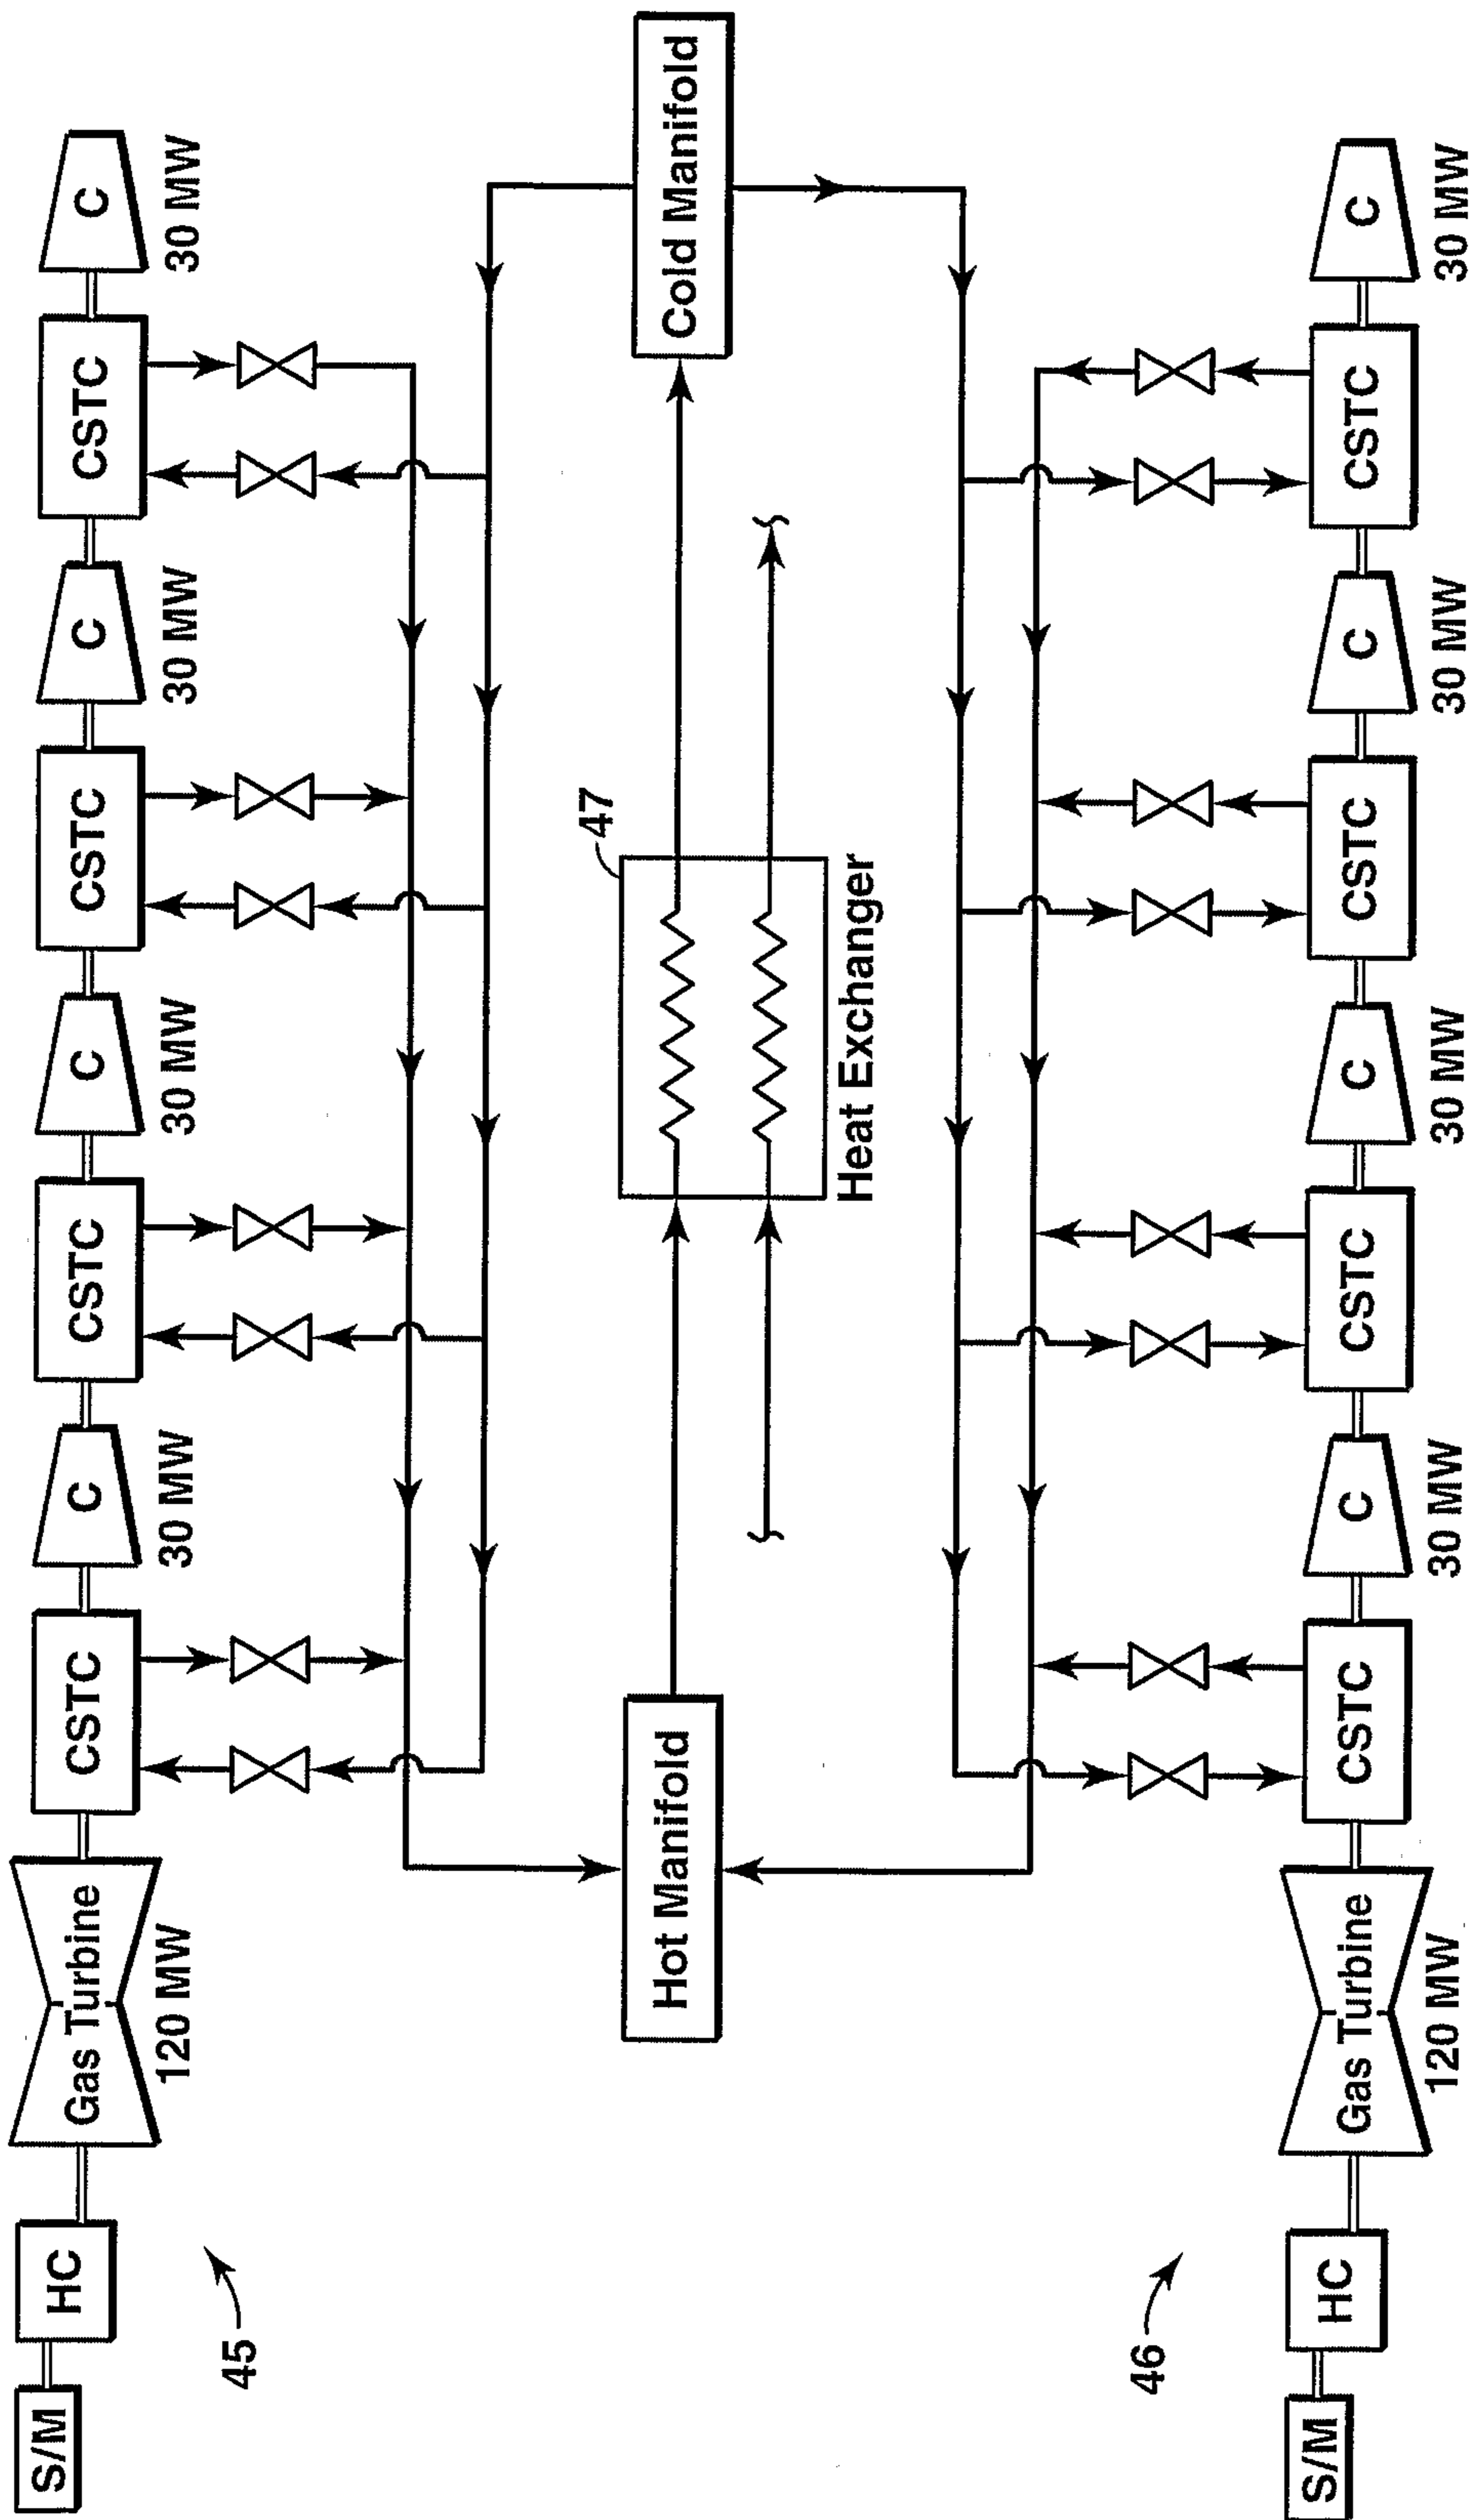 S/M
HC
Gas Turbine
CSTC
C
CSTC
C
CSTC
C
CSTC
C
120 MW
30 MW
30 MW
30 MW
30 MW
45
47
Hot Manifold
Cold Manifold
Heat Exchanger
46
S/M
HC
Gas Turbine
CSTC
C
CSTC
C
CSTC
C
CSTC
C
120 MW
30 MW
30 MW
30 MW
30 MW